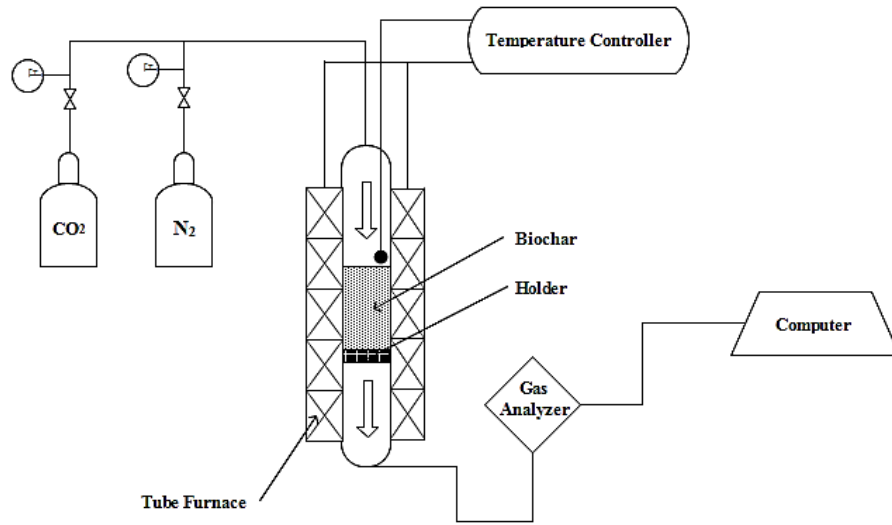 Temperature Controller
CO2
N2
Biochar
Holder
Computer
Gas
Analyzer
Tube Furnace